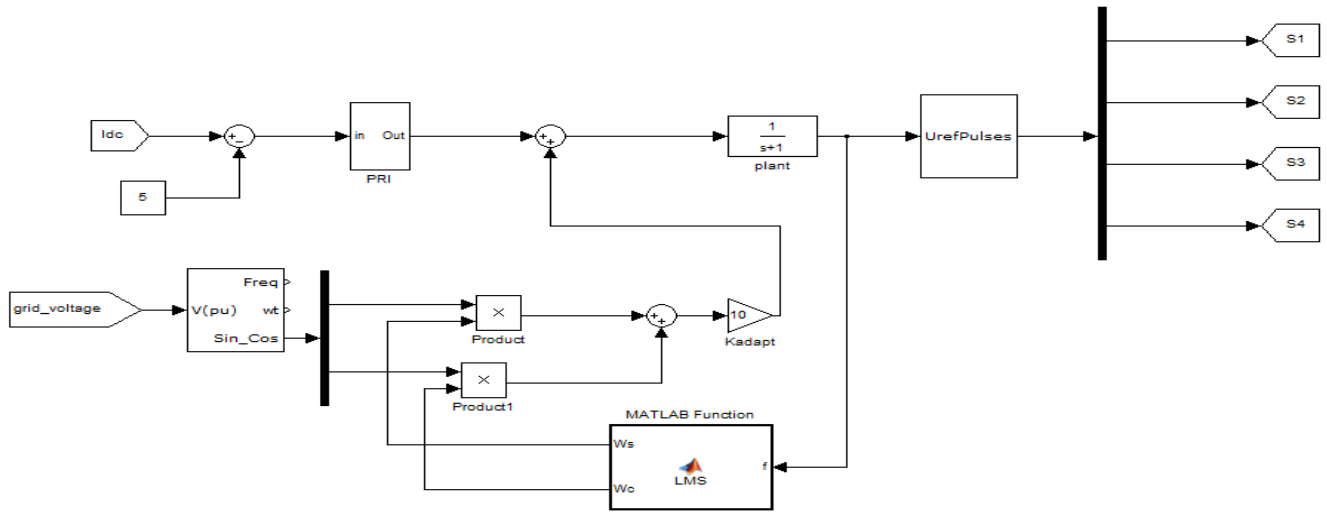 S1
S2
Idc
+
−
in Out
PRI
+
+
1
s+1
plant
UrefPulses
S3
5
S4
grid_voltage
Freq
V(pu) wt
Sin_Cos
×
Product
+
+
10
Kadapt
×
Product1
MATLAB Function
Ws
f
LMS
Wc